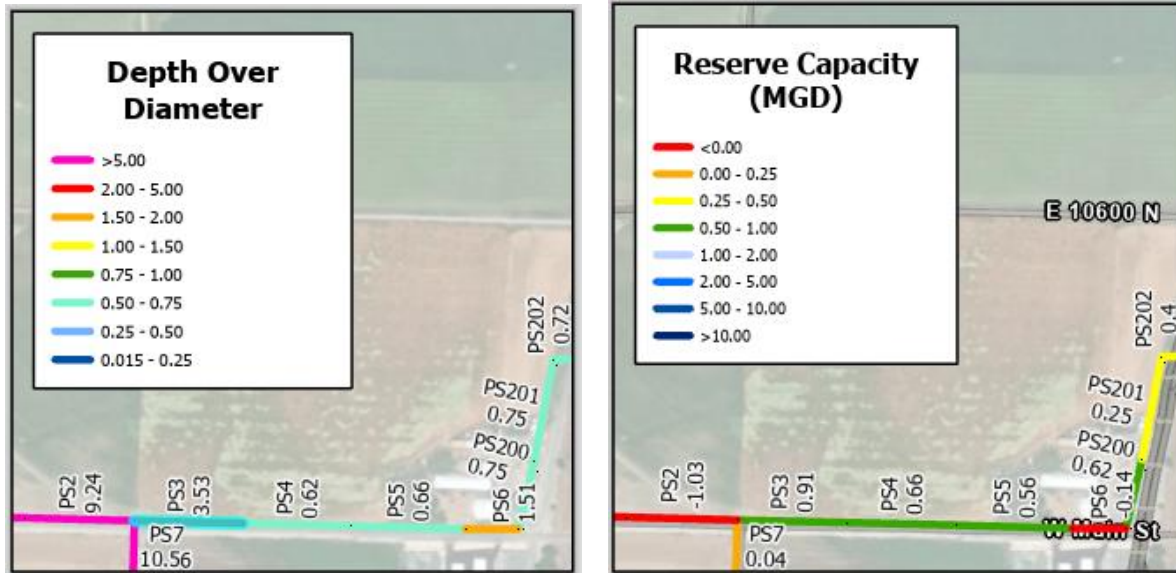 Depth Over
Diameter
>5.00
2.00 - 5.00
1.50 - 2.00
1.00 - 1.50
0.75 - 1.00
0.50 - 0.75
0.25 - 0.50
0.015 - 0.25
PS202
0.72
PS201
0.75
PS200
0.75
PS2
9.24
PS3
3.53
PS4
0.62
PS5
0.66
PS6
1.51
PS7
10.56
Reserve Capacity
(MGD)
<0.00
0.00 - 0.25
0.25 - 0.50
0.50 - 1.00
1.00 - 2.00
2.00 - 5.00
5.00 - 10.00
>10.00
E 10600 N
PS202
0.4
PS201
0.25
PS200
0.62
PS2
-1.03
PS3
0.91
PS4
0.66
PS5
0.56
PS6
-0.14
W Main St
PS7
0.04